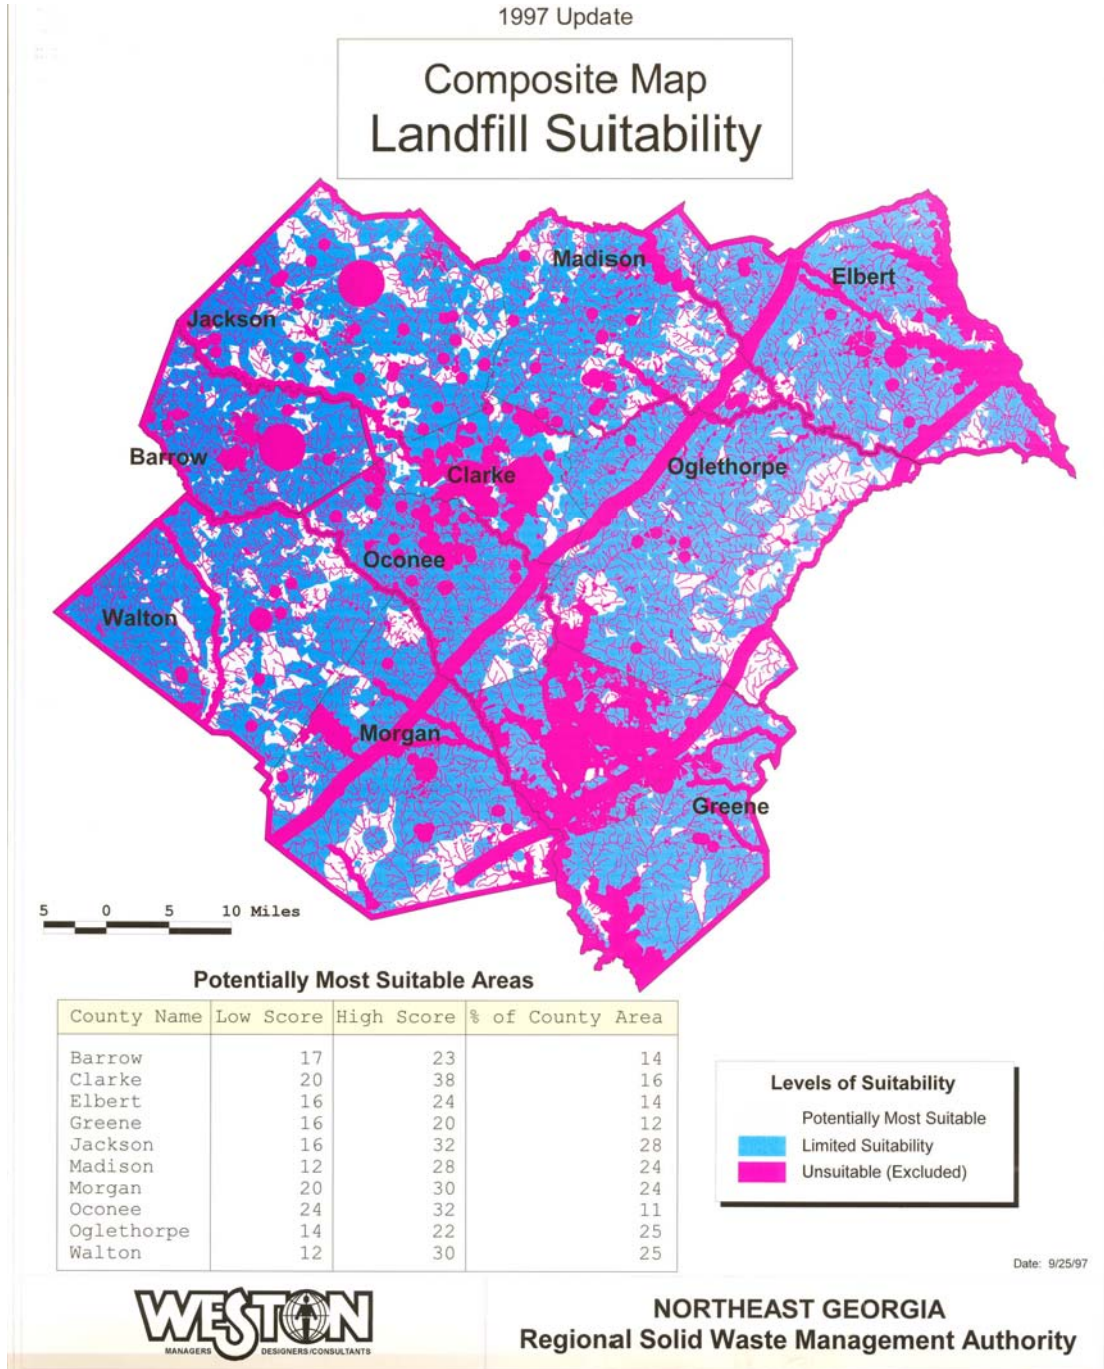 1997 Update
Composite Map
Landfill Suitability
Madison
Elbert
Jackson
Barrow
Clarke
Oglethorpe
Oconee
Walton
Morgan
Greene
5 0 5 10 Miles
Potentially Most Suitable Areas
County Name Low Score High Score % of County Area
Barrow 17 23 14
Clarke 20 38 16
Elbert 16 24 14
Greene 16 20 12
Jackson 16 32 28
Madison 12 28 24
Morgan 20 30 24
Oconee 24 32 11
Oglethorpe 14 22 25
Walton 12 30 25
Levels of Suitability
Potentially Most Suitable
Limited Suitability
Unsuitable (Excluded)
Date: 9/25/97
WESTON
MANAGERS DESIGNERS/CONSULTANTS
NORTHEAST GEORGIA
Regional Solid Waste Management Authority